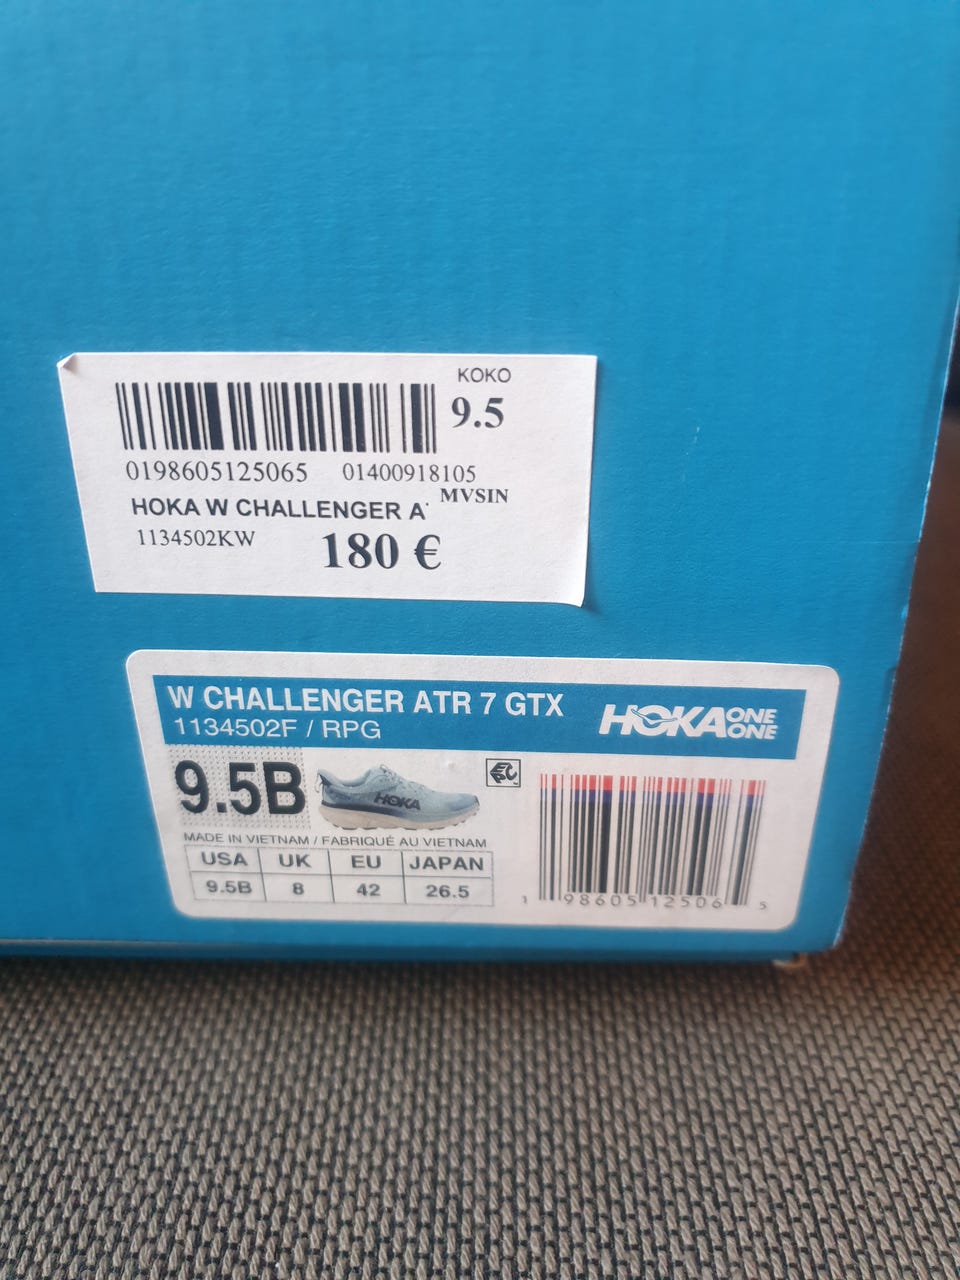 KOKO
9.5
0198605125065 01400918105
MVSIN
HOKA W CHALLENGER A
1134502KW 180 €
W CHALLENGER ATR 7 GTX
1134502F / RPG
HOKA ONE ONE
9.5B
HOKA
MADE IN VIETNAM / FABRIQUÉ AU VIETNAM
USA UK EU JAPAN
9.5B 8 42 26.5
1 98605 12506 5